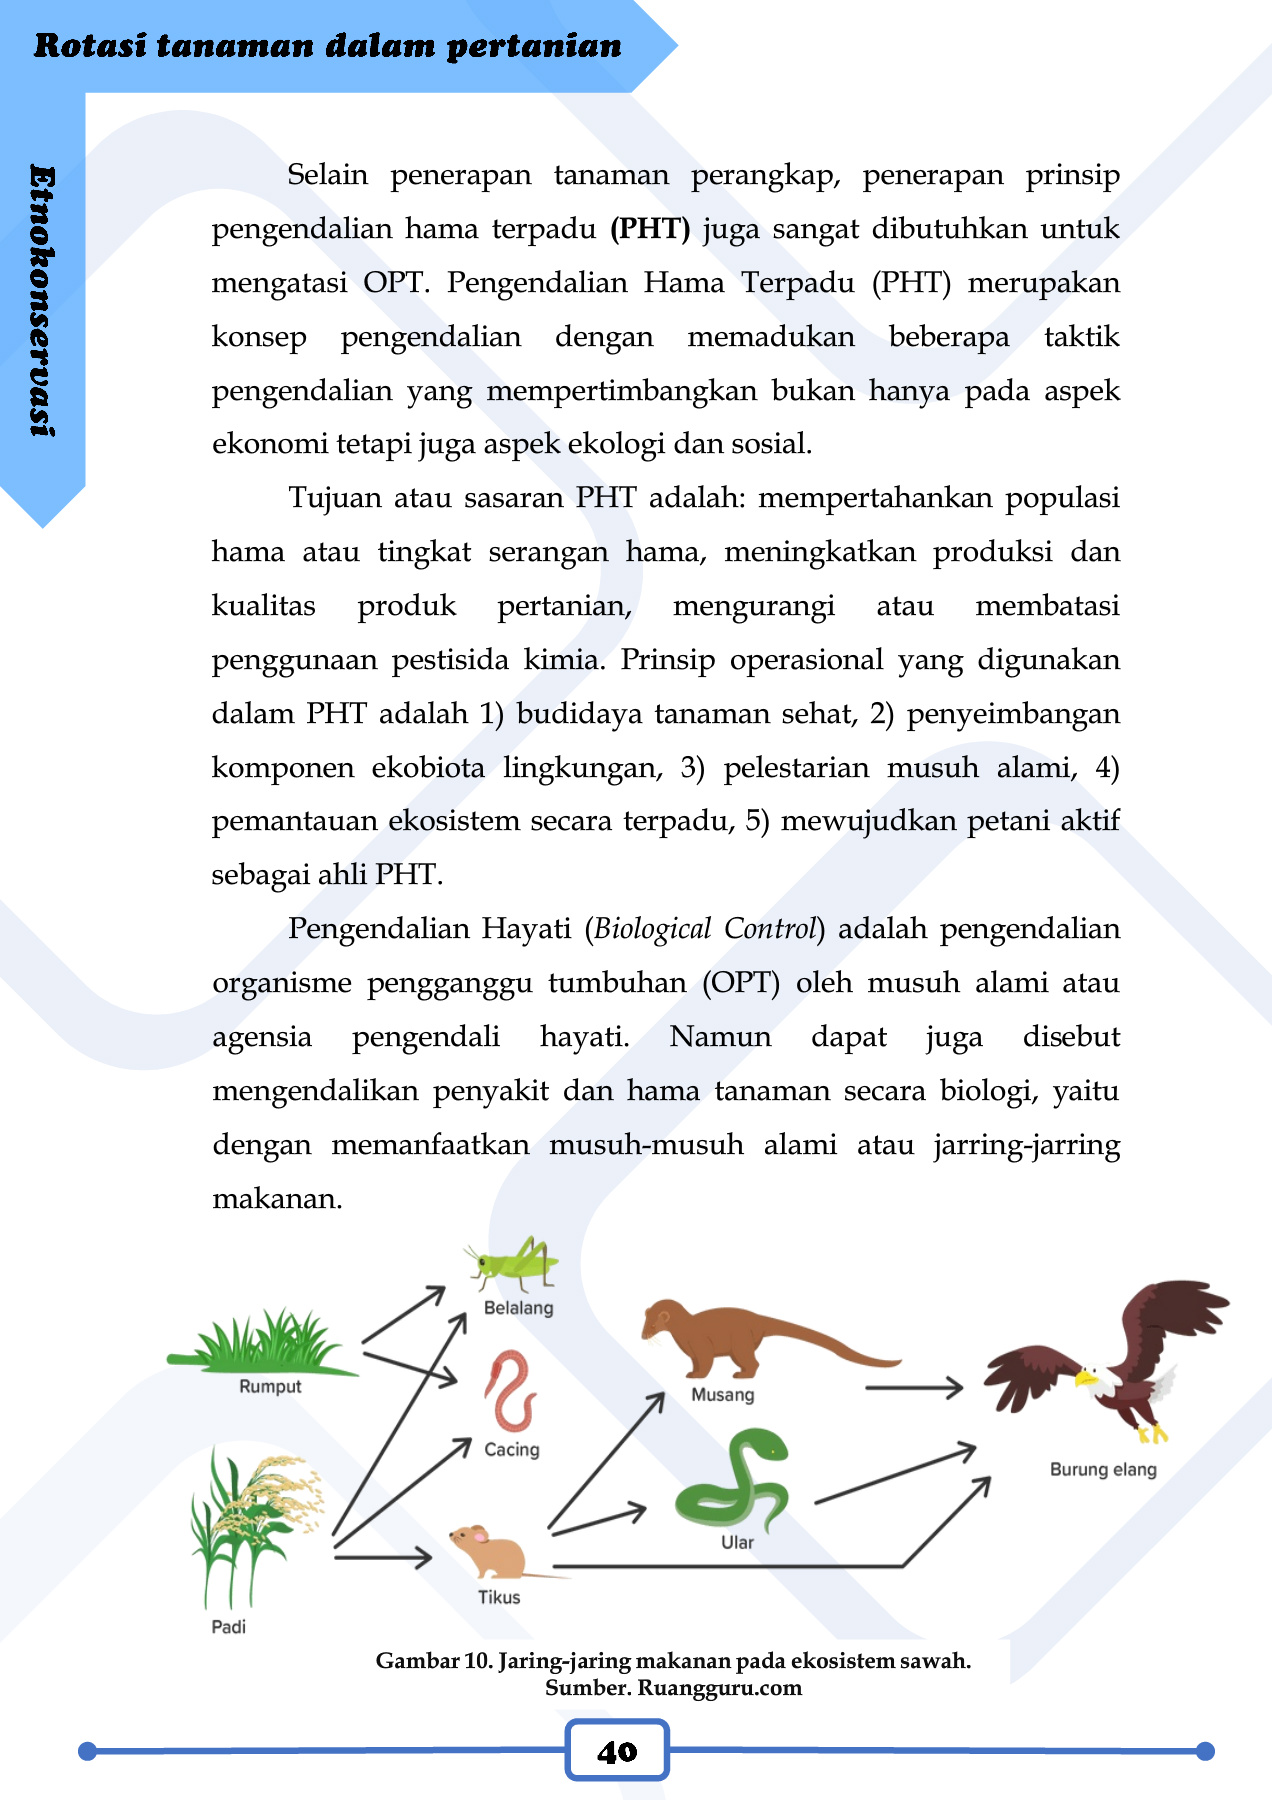 Rotasi tanaman dalam pertanian
Etnokonservasi
Selain penerapan tanaman perangkap, penerapan prinsip
pengendalian hama terpadu (PHT) juga sangat dibutuhkan untuk
mengatasi OPT. Pengendalian Hama Terpadu (PHT) merupakan
konsep pengendalian dengan memadukan beberapa taktik
pengendalian yang mempertimbangkan bukan hanya pada aspek
ekonomi tetapi juga aspek ekologi dan sosial.
Tujuan atau sasaran PHT adalah: mempertahankan populasi
hama atau tingkat serangan hama, meningkatkan produksi dan
kualitas produk pertanian, mengurangi atau membatasi
penggunaan pestisida kimia. Prinsip operasional yang digunakan
dalam PHT adalah 1) budidaya tanaman sehat, 2) penyeimbangan
komponen ekobiota lingkungan, 3) pelestarian musuh alami, 4)
pemantauan ekosistem secara terpadu, 5) mewujudkan petani aktif
sebagai ahli PHT.
Pengendalian Hayati (Biological Control) adalah pengendalian
organisme pengganggu tumbuhan (OPT) oleh musuh alami atau
agensia pengendali hayati. Namun dapat juga disebut
mengendalikan penyakit dan hama tanaman secara biologi, yaitu
dengan memanfaatkan musuh-musuh alami atau jarring-jarring
makanan.
Belalang
Rumput
Musang
Cacing
Burung elang
Ular
Tikus
Padi
Gambar 10. Jaring-jaring makanan pada ekosistem sawah.
Sumber. Ruangguru.com
40